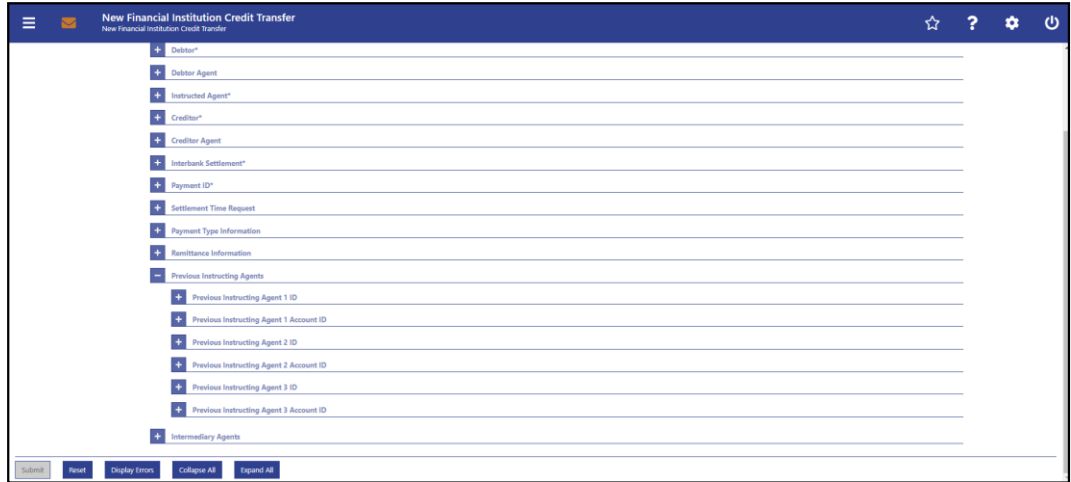 New Financial Institution Credit Transfer
New Financial Institution Credit Transfer
Debtor*
Debtor Agent
Instructed Agent*
Creditor*
Creditor Agent
Interbank Settlement*
Payment ID*
Settlement Time Request
Payment Type Information
Remittance Information
Previous Instructing Agents
Previous Instructing Agent 1 ID
Previous Instructing Agent 1 Account ID
Previous Instructing Agent 2 ID
Previous Instructing Agent 2 Account ID
Previous Instructing Agent 3 ID
Previous Instructing Agent 3 Account ID
Intermediary Agents
Submit Reset Display Errors Collapse All Expand All